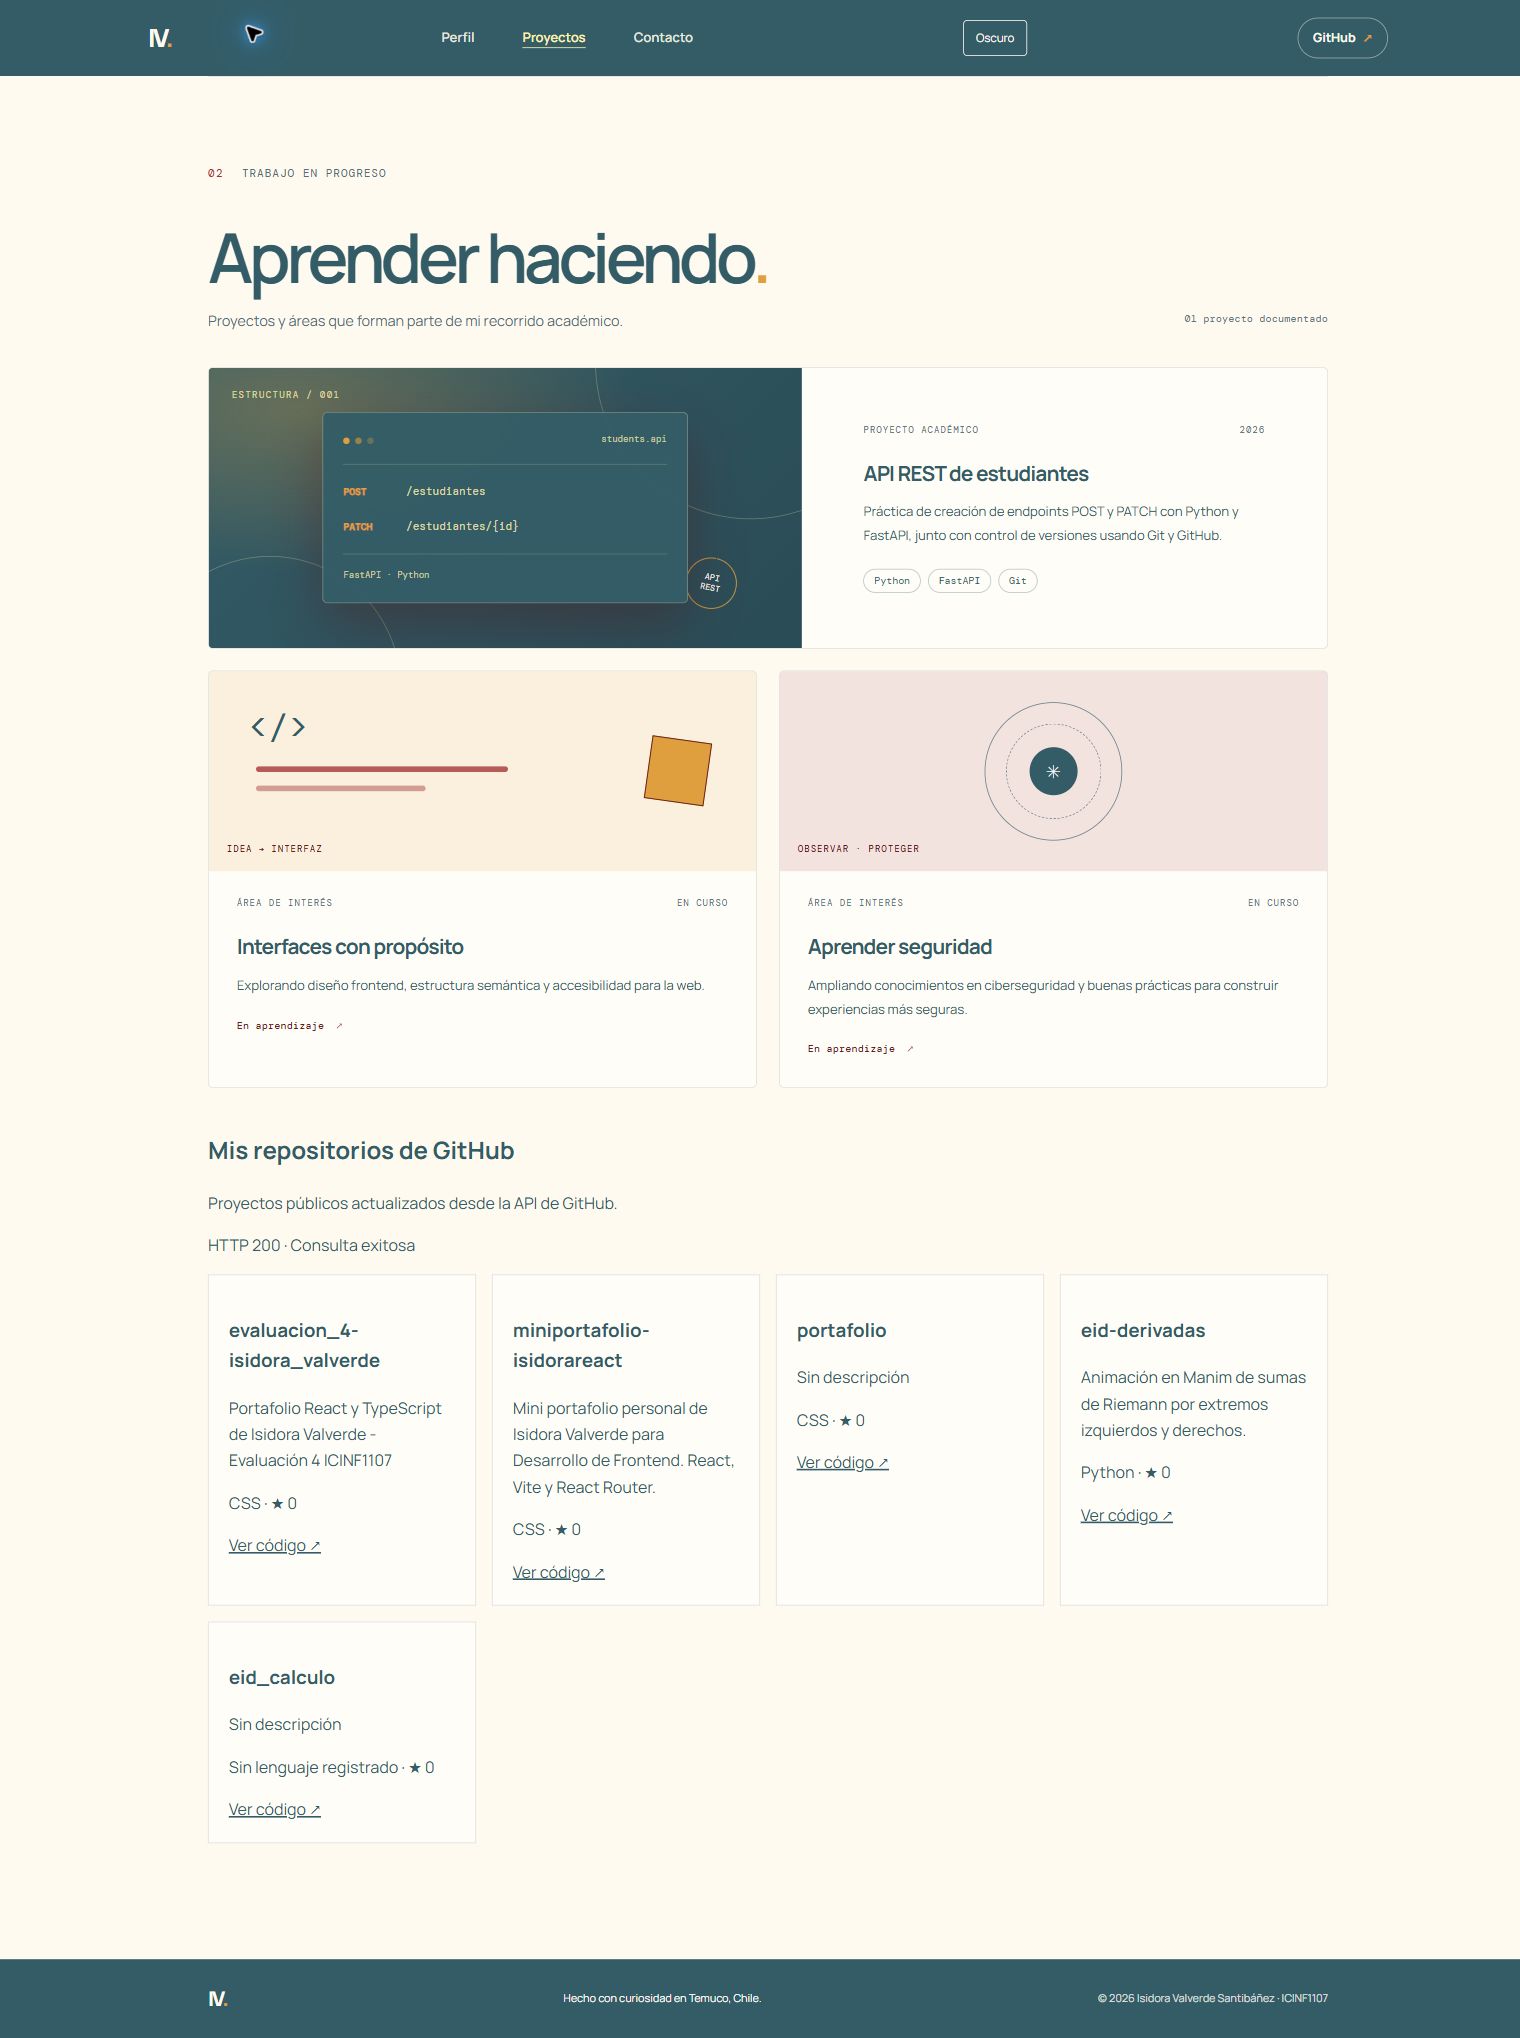 IV.
Perfil
Proyectos
Contacto
Oscuro
GitHub ↗
02 TRABAJO EN PROGRESO
Aprender haciendo.
Proyectos y áreas que forman parte de mi recorrido académico.
01 proyecto documentado
ESTRUCTURA / 001
students.api
POST /estudiantes
PATCH /estudiantes/{id}
FastAPI · Python
API
REST
PROYECTO ACADÉMICO
2026
API REST de estudiantes
Práctica de creación de endpoints POST y PATCH con Python y
FastAPI, junto con control de versiones usando Git y GitHub.
Python
FastAPI
Git
</>
IDEA → INTERFAZ
ÁREA DE INTERÉS
EN CURSO
Interfaces con propósito
Explorando diseño frontend, estructura semántica y accesibilidad para la web.
En aprendizaje ↗
OBSERVAR · PROTEGER
ÁREA DE INTERÉS
EN CURSO
Aprender seguridad
Ampliando conocimientos en ciberseguridad y buenas prácticas para construir
experiencias más seguras.
En aprendizaje ↗
Mis repositorios de GitHub
Proyectos públicos actualizados desde la API de GitHub.
HTTP 200 · Consulta exitosa
evaluacion_4-
isidora_valverde
Portafolio React y TypeScript
de Isidora Valverde -
Evaluación 4 ICINF1107
CSS · ★ 0
Ver código ↗
miniportafolio-
isidorareact
Mini portafolio personal de
Isidora Valverde para
Desarrollo de Frontend. React,
Vite y React Router.
CSS · ★ 0
Ver código ↗
portafolio
Sin descripción
CSS · ★ 0
Ver código ↗
eid-derivadas
Animación en Manim de sumas
de Riemann por extremos
izquierdos y derechos.
Python · ★ 0
Ver código ↗
eid_calculo
Sin descripción
Sin lenguaje registrado · ★ 0
Ver código ↗
IV.
Hecho con curiosidad en Temuco, Chile.
© 2026 Isidora Valverde Santibáñez · ICINF1107